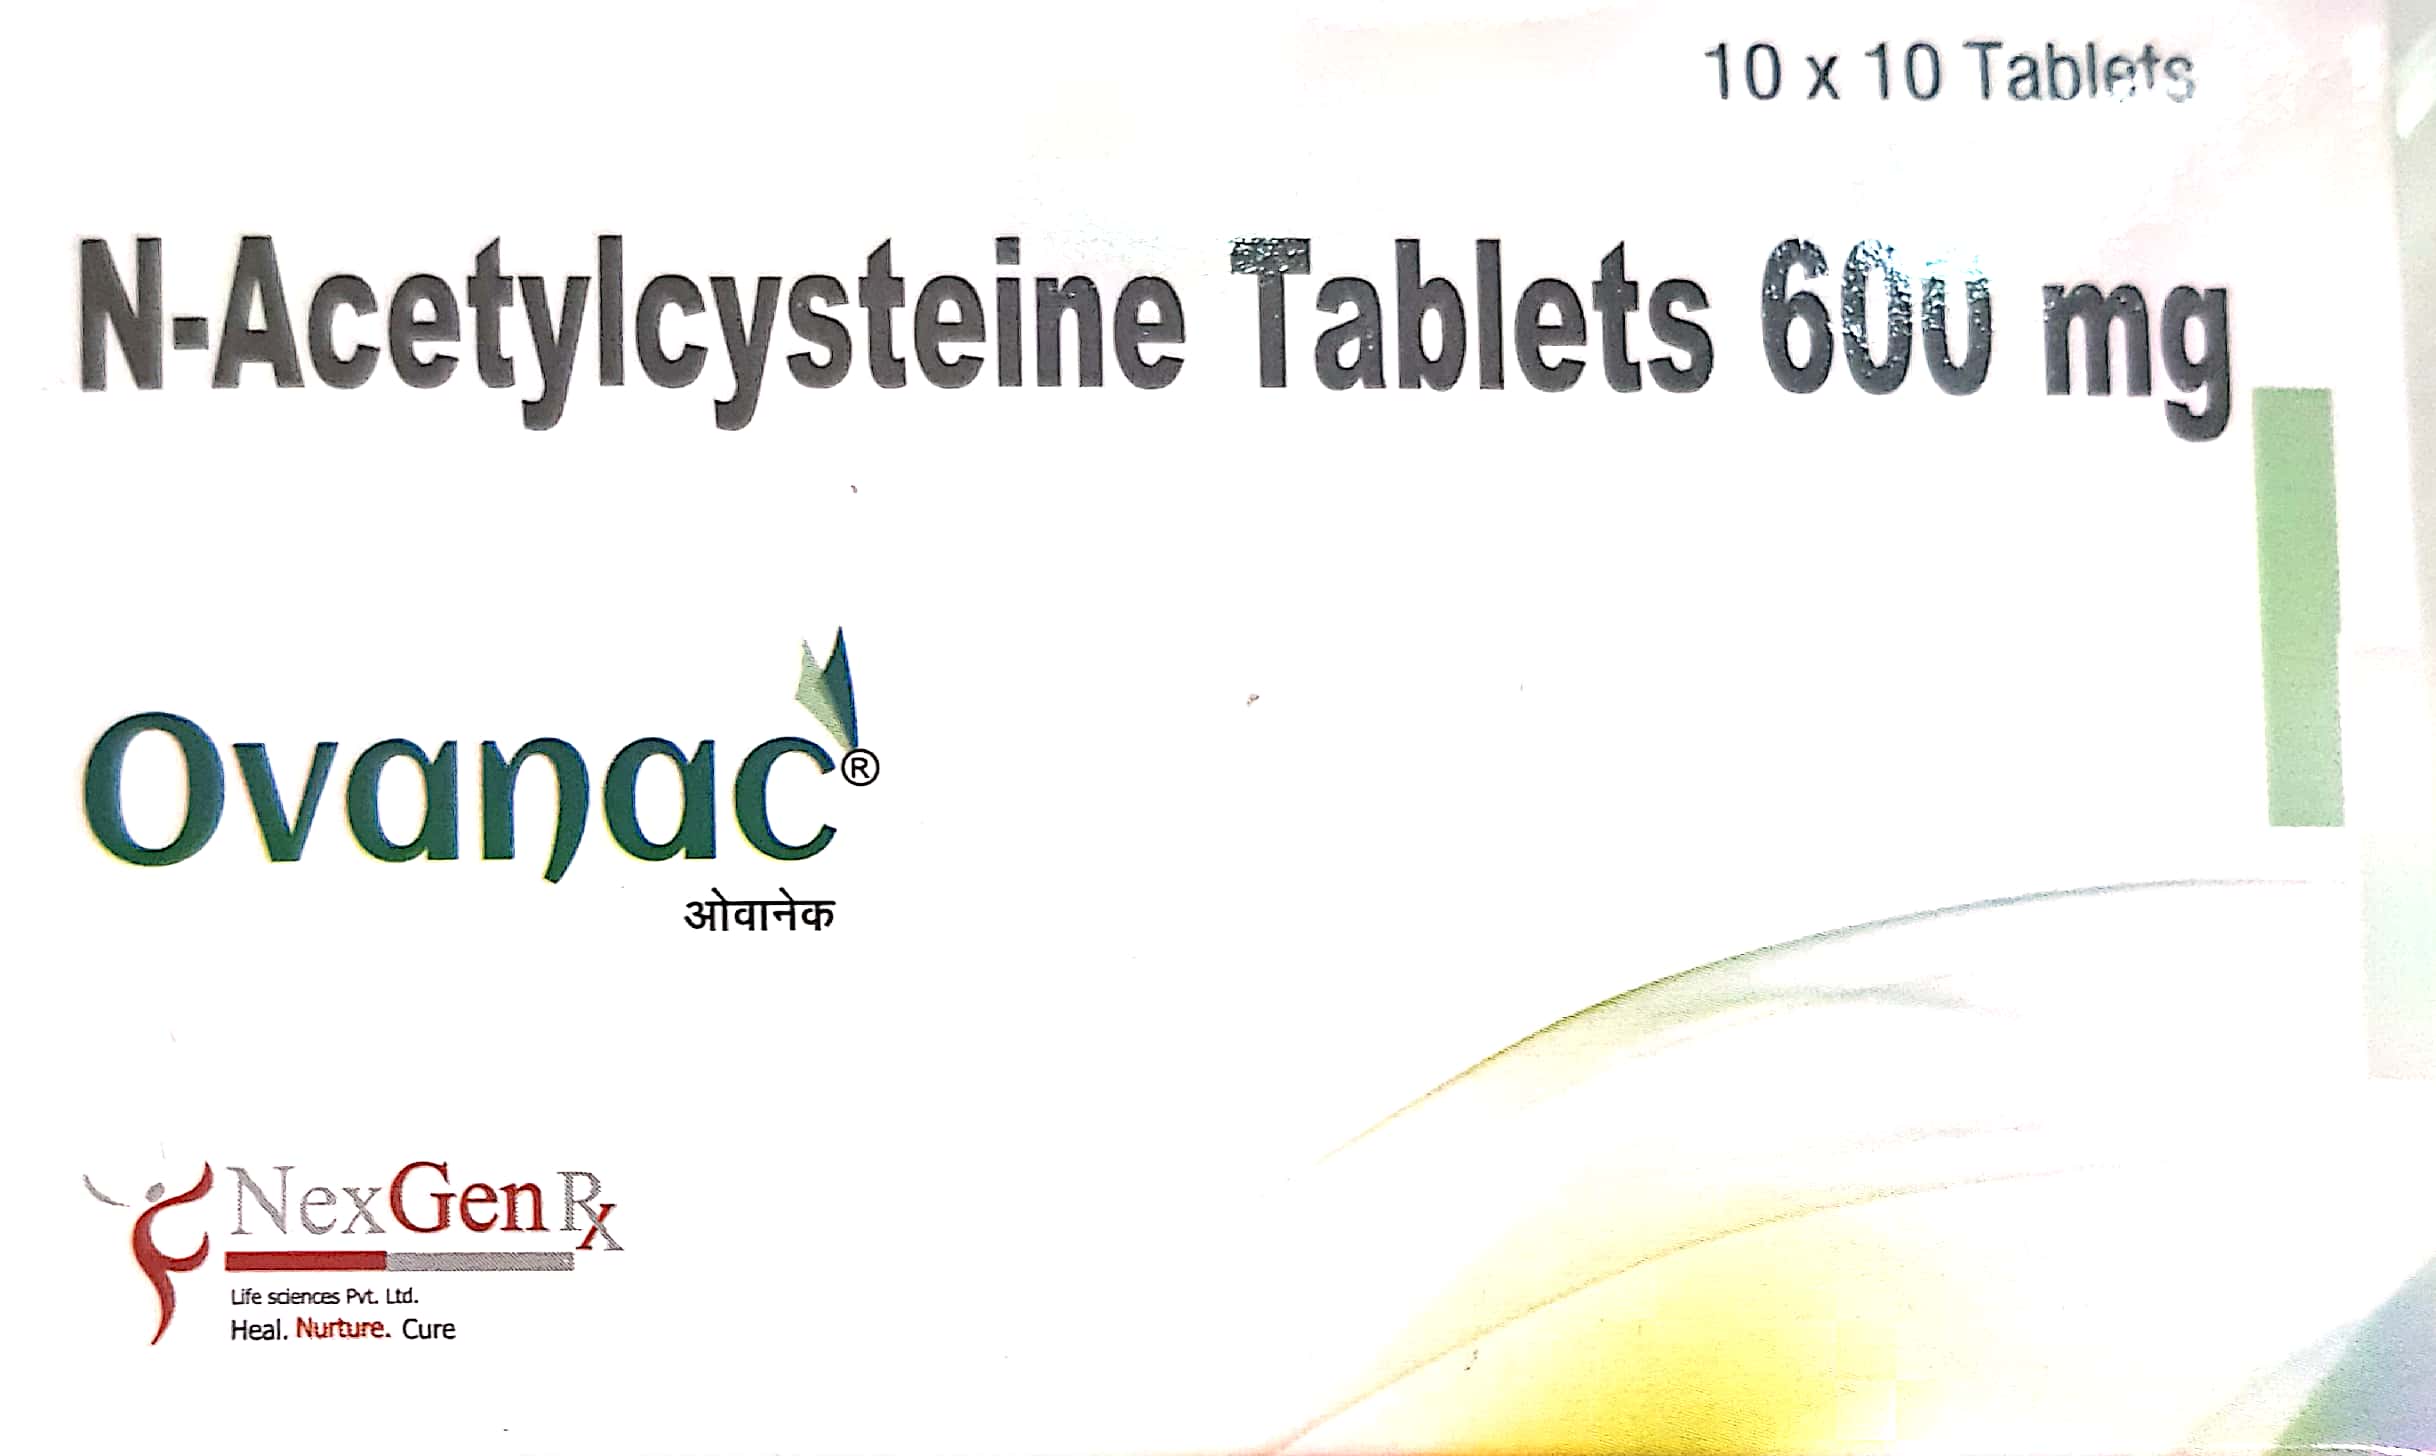 10 x 10 Tablets
N-Acetylcysteine Tablets 600 mg
Ovanac®
ओवानेक
NexGen Rx
Life sciences Pvt. Ltd.
Heal. Nurture. Cure